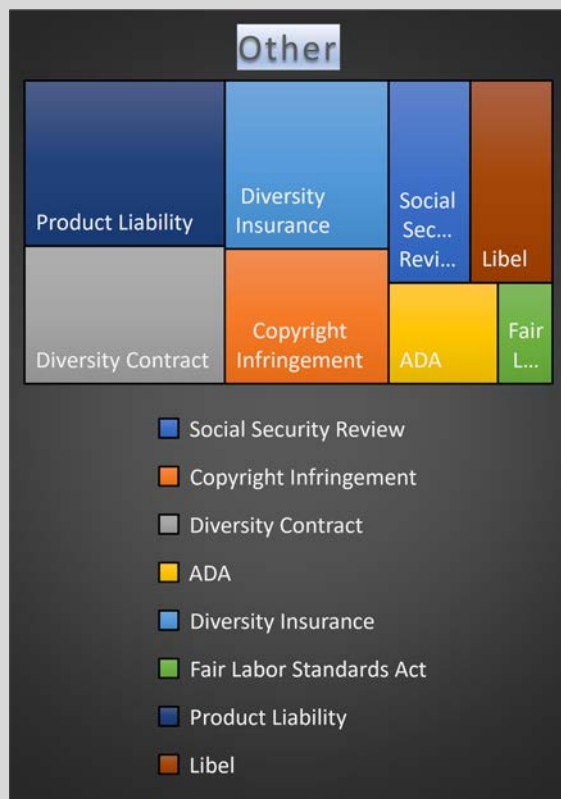 Other
Product Liability
Diversity
Insurance
Social
Sec...
Revi...
Libel
Diversity Contract
Copyright
Infringement
ADA
Fair
L...
Social Security Review
Copyright Infringement
Diversity Contract
ADA
Diversity Insurance
Fair Labor Standards Act
Product Liability
Libel